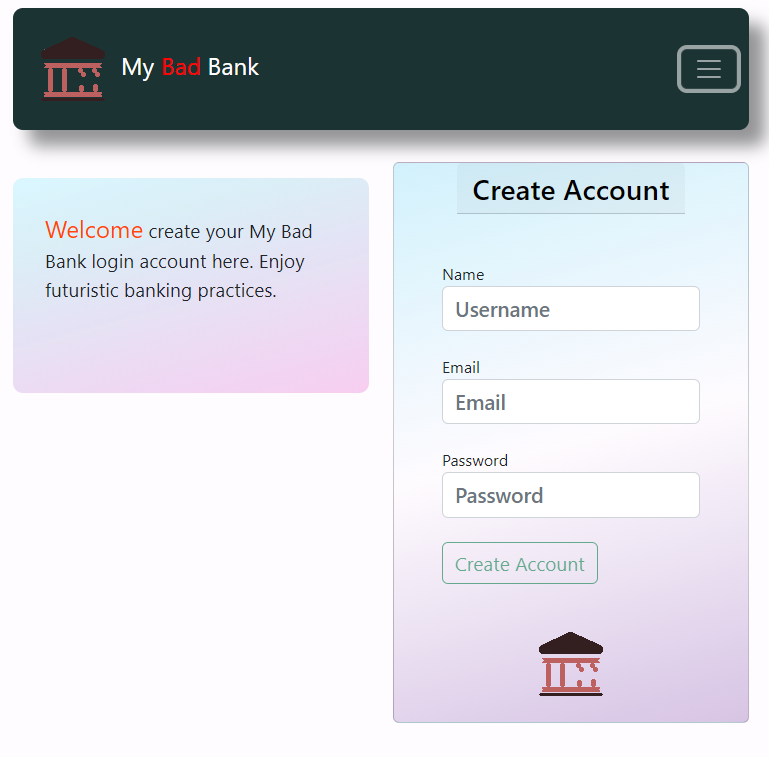 My Bad Bank
Welcome create your My Bad
Bank login account here. Enjoy
futuristic banking practices.
Create Account
Name
Username
Email
Email
Password
Password
Create Account